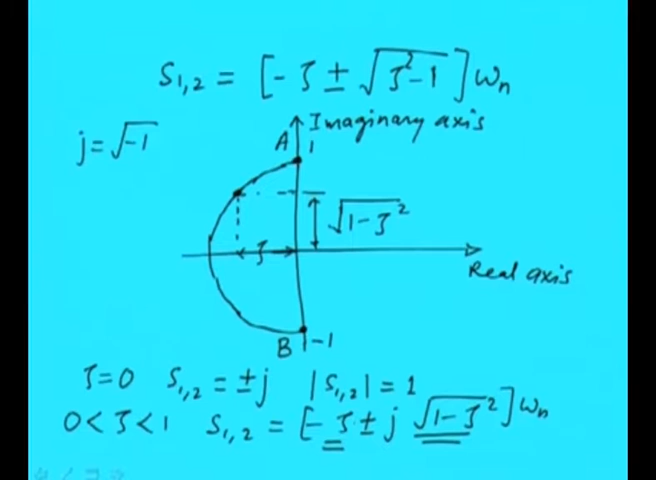 S₁,₂ = [-ζ ± √ζ²-1] ωₙ
j = √-1
A 1 Imaginary axis
√1-ζ²
ζ
Real axis
B -1
ζ=0 S₁,₂ = ±j |S₁,₂| = 1
0<ζ<1 S₁,₂ = [-ζ ± j √1-ζ²] ωₙ